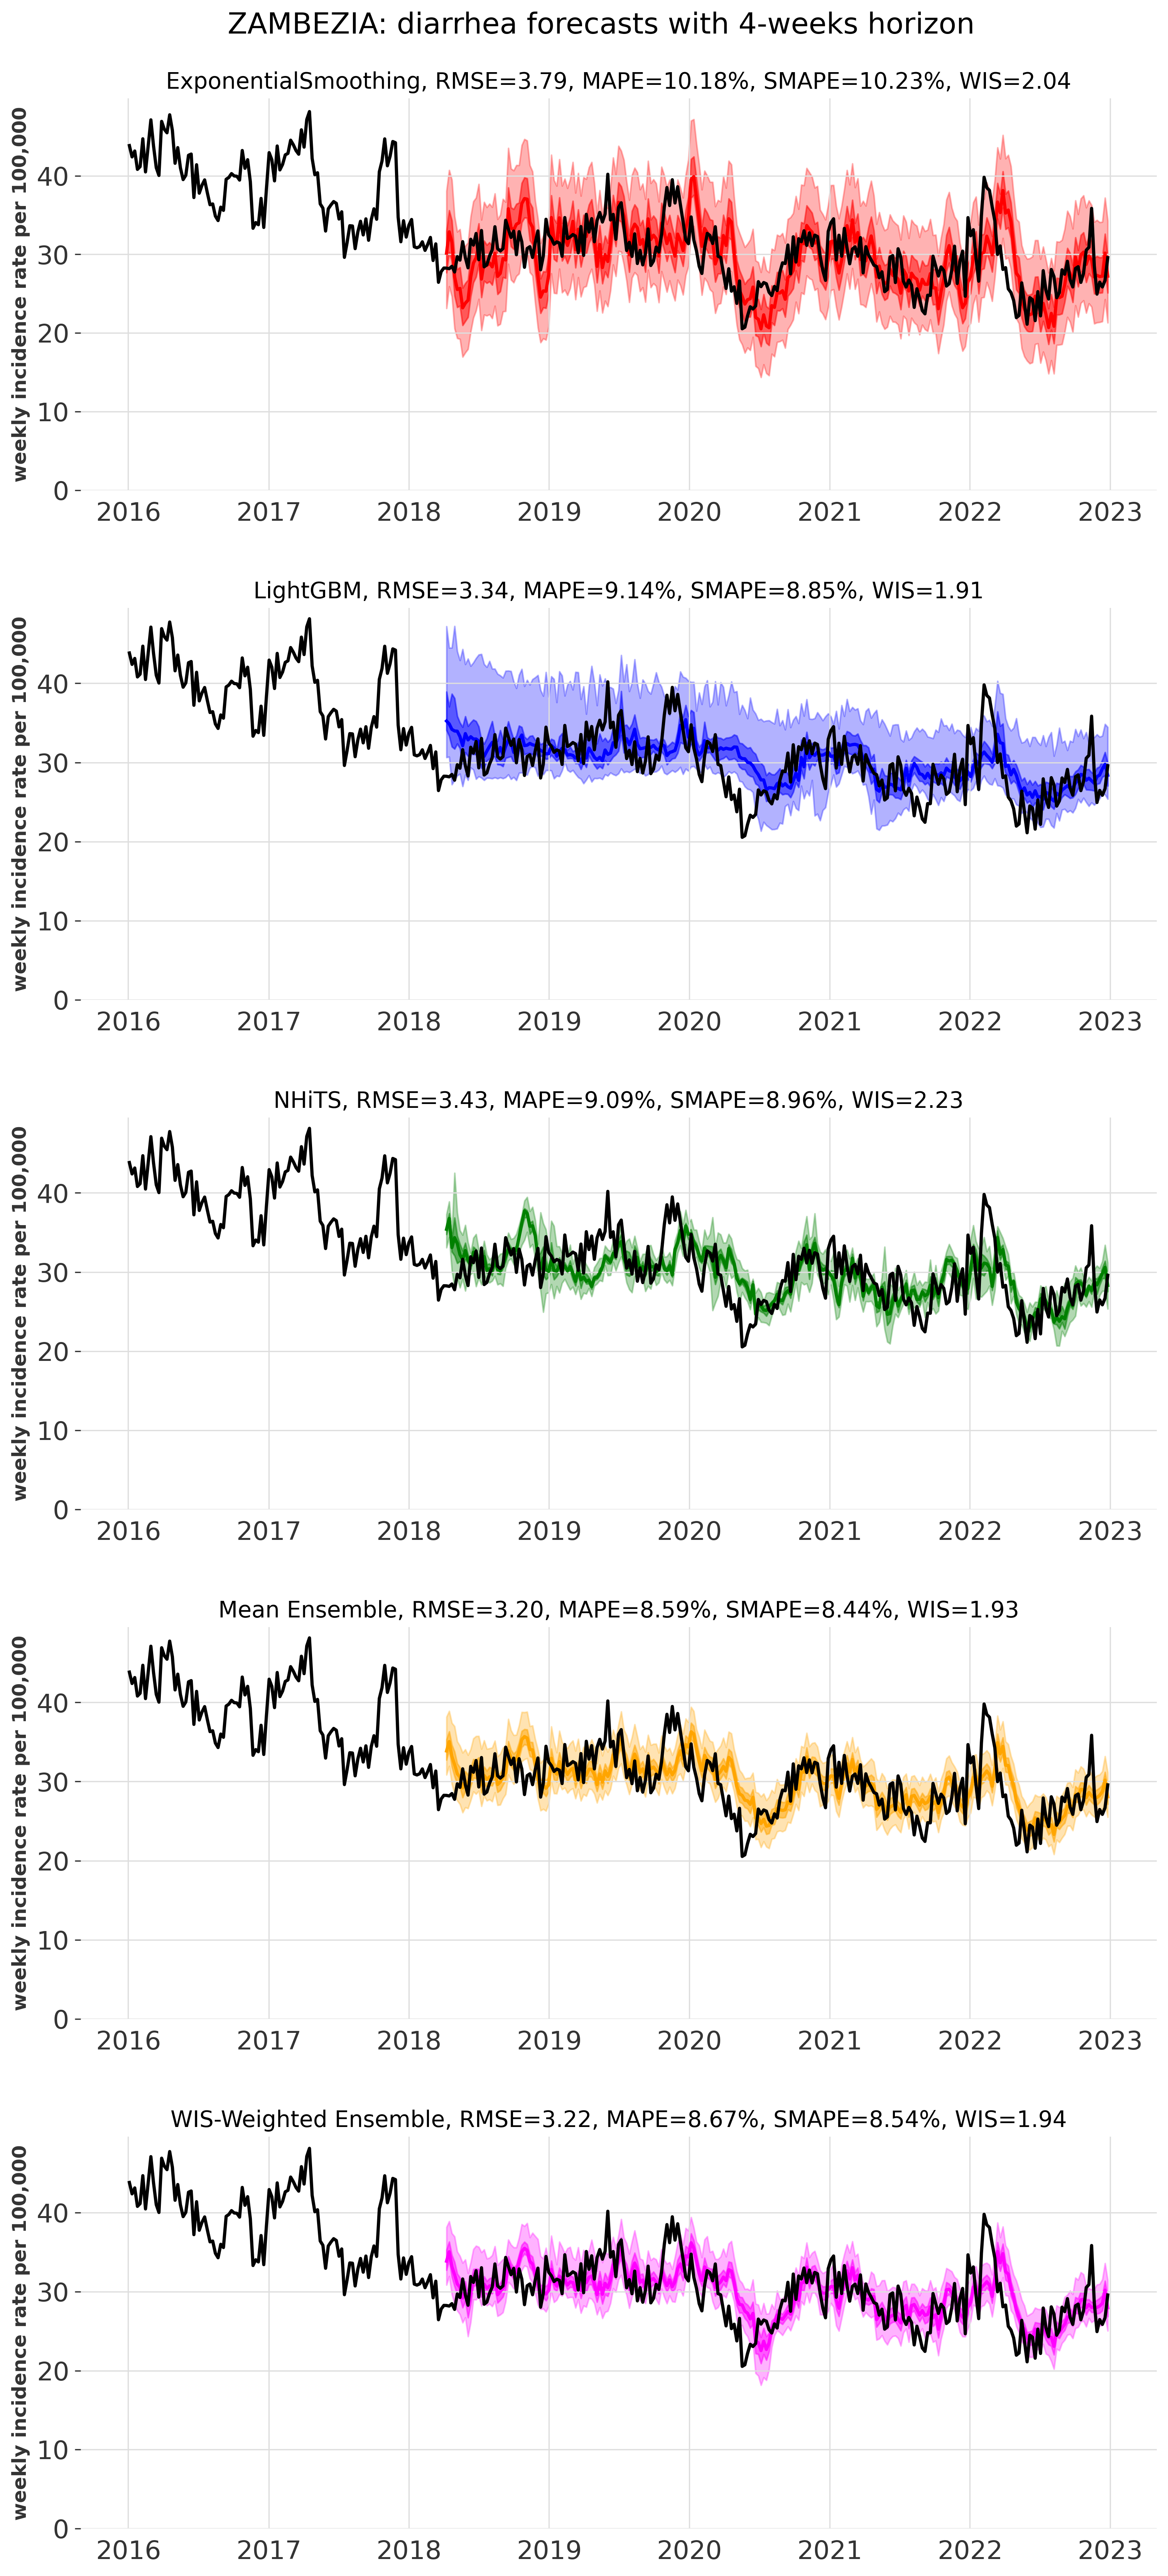 ZAMBEZIA: diarrhea forecasts with 4-weeks horizon
ExponentialSmoothing, RMSE=3.79, MAPE=10.18%, SMAPE=10.23%, WIS=2.04
weekly incidence rate per 100,000
40
30
20
10
0
2016 2017 2018 2019 2020 2021 2022 2023
LightGBM, RMSE=3.34, MAPE=9.14%, SMAPE=8.85%, WIS=1.91
weekly incidence rate per 100,000
40
30
20
10
0
2016 2017 2018 2019 2020 2021 2022 2023
NHiTS, RMSE=3.43, MAPE=9.09%, SMAPE=8.96%, WIS=2.23
weekly incidence rate per 100,000
40
30
20
10
0
2016 2017 2018 2019 2020 2021 2022 2023
Mean Ensemble, RMSE=3.20, MAPE=8.59%, SMAPE=8.44%, WIS=1.93
weekly incidence rate per 100,000
40
30
20
10
0
2016 2017 2018 2019 2020 2021 2022 2023
WIS-Weighted Ensemble, RMSE=3.22, MAPE=8.67%, SMAPE=8.54%, WIS=1.94
weekly incidence rate per 100,000
40
30
20
10
0
2016 2017 2018 2019 2020 2021 2022 2023